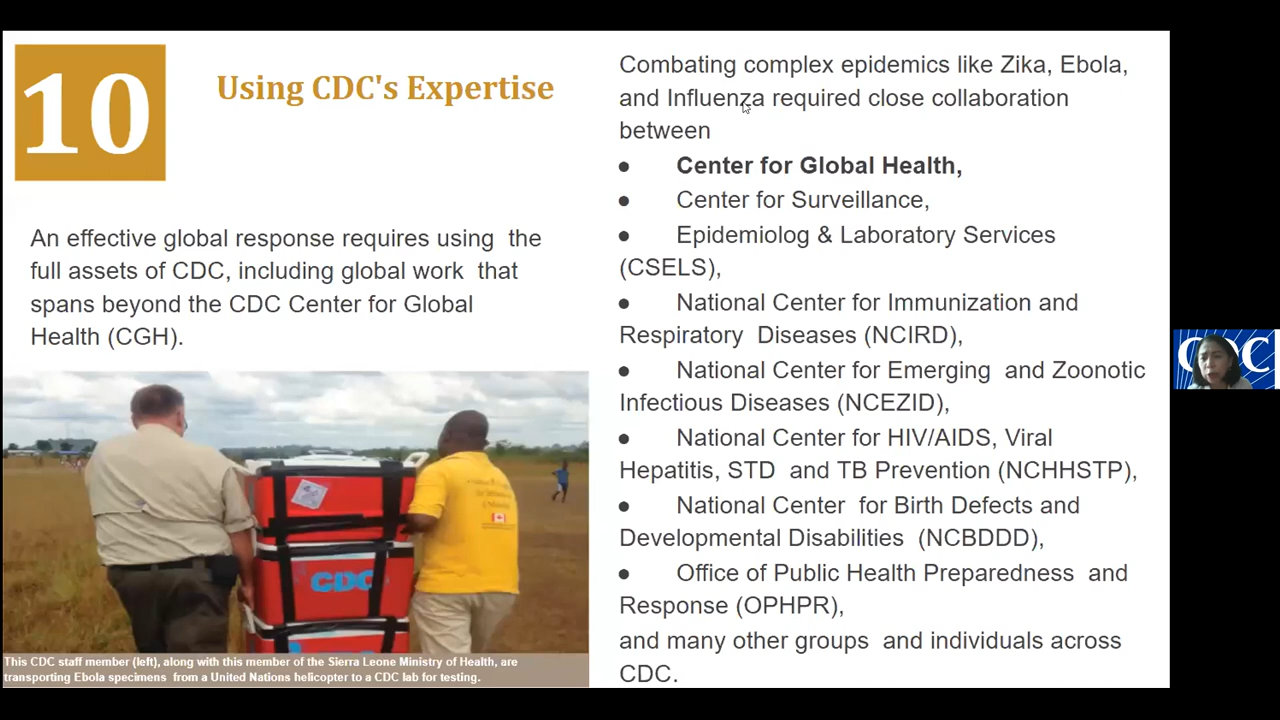 10
Using CDC's Expertise
An effective global response requires using the
full assets of CDC, including global work that
spans beyond the CDC Center for Global
Health (CGH).
CDC
This CDC staff member (left), along with this member of the Sierra Leone Ministry of Health, are
transporting Ebola specimens from a United Nations helicopter to a CDC lab for testing.
Combating complex epidemics like Zika, Ebola,
and Influenza required close collaboration
between
● Center for Global Health,
● Center for Surveillance,
● Epidemiolog & Laboratory Services
(CSELS),
● National Center for Immunization and
Respiratory Diseases (NCIRD),
● National Center for Emerging and Zoonotic
Infectious Diseases (NCEZID),
● National Center for HIV/AIDS, Viral
Hepatitis, STD and TB Prevention (NCHHSTP),
● National Center for Birth Defects and
Developmental Disabilities (NCBDDD),
● Office of Public Health Preparedness and
Response (OPHPR),
and many other groups and individuals across
CDC.